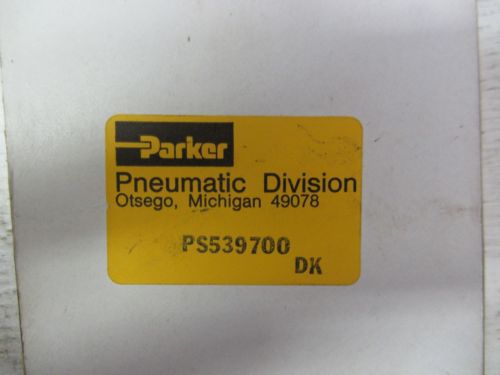 Parker
Pneumatic Division
Otsego, Michigan 49078
PS539700
DK